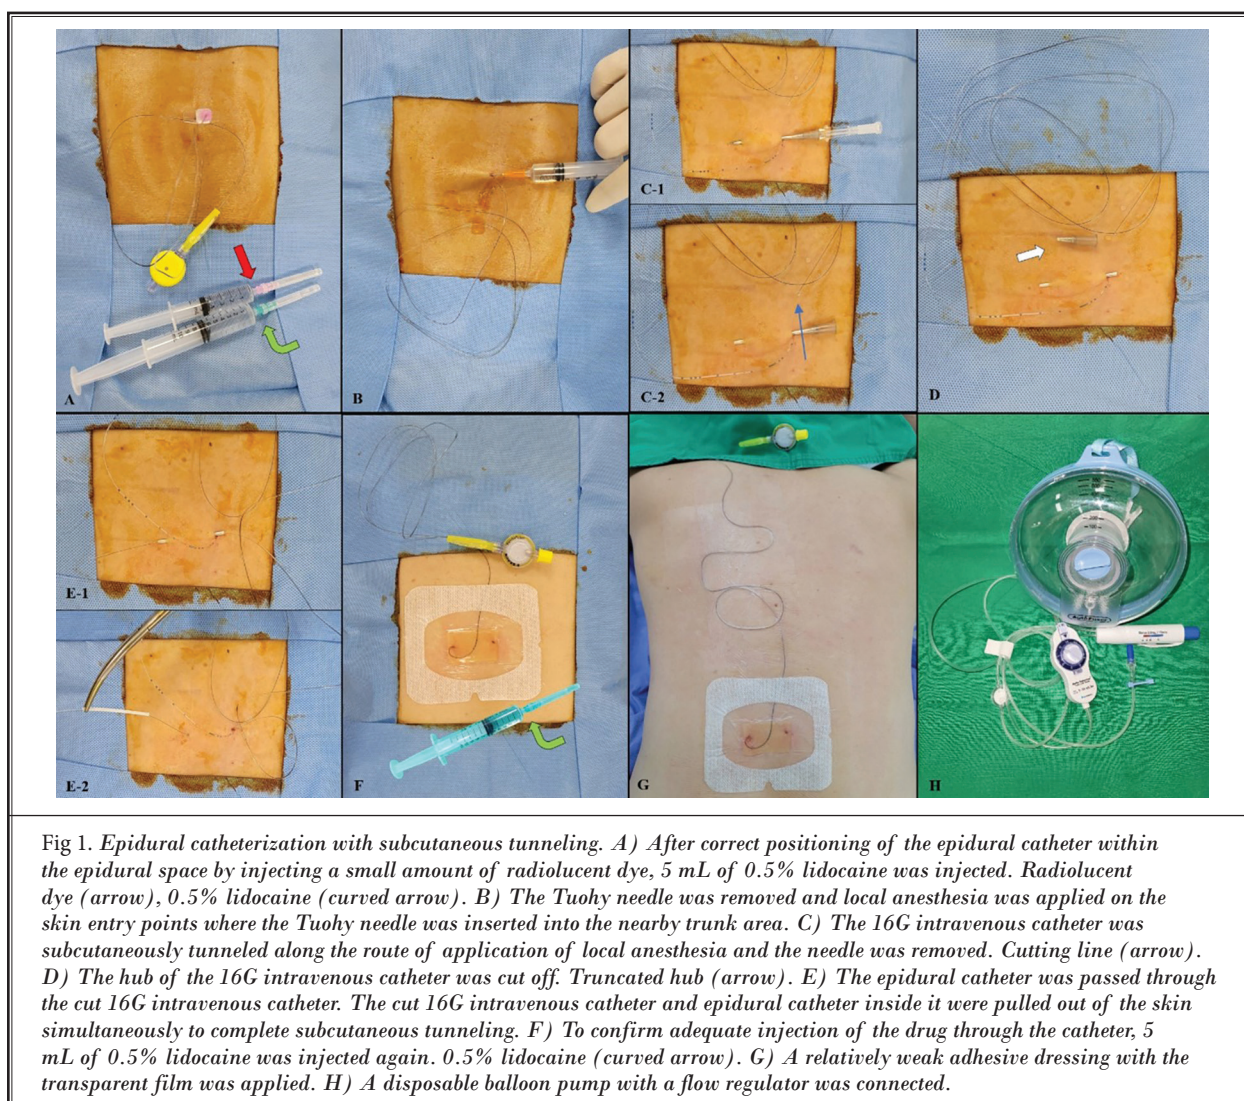 A
B
C-1
C-2
D
E-1
E-2
F
G
H
Fig 1. Epidural catheterization with subcutaneous tunneling. A) After correct positioning of the epidural catheter within
the epidural space by injecting a small amount of radiolucent dye, 5 mL of 0.5% lidocaine was injected. Radiolucent
dye (arrow), 0.5% lidocaine (curved arrow). B) The Tuohy needle was removed and local anesthesia was applied on the
skin entry points where the Tuohy needle was inserted into the nearby trunk area. C) The 16G intravenous catheter was
subcutaneously tunneled along the route of application of local anesthesia and the needle was removed. Cutting line (arrow).
D) The hub of the 16G intravenous catheter was cut off. Truncated hub (arrow). E) The epidural catheter was passed through
the cut 16G intravenous catheter. The cut 16G intravenous catheter and epidural catheter inside it were pulled out of the skin
simultaneously to complete subcutaneous tunneling. F) To confirm adequate injection of the drug through the catheter, 5
mL of 0.5% lidocaine was injected again. 0.5% lidocaine (curved arrow). G) A relatively weak adhesive dressing with the
transparent film was applied. H) A disposable balloon pump with a flow regulator was connected.